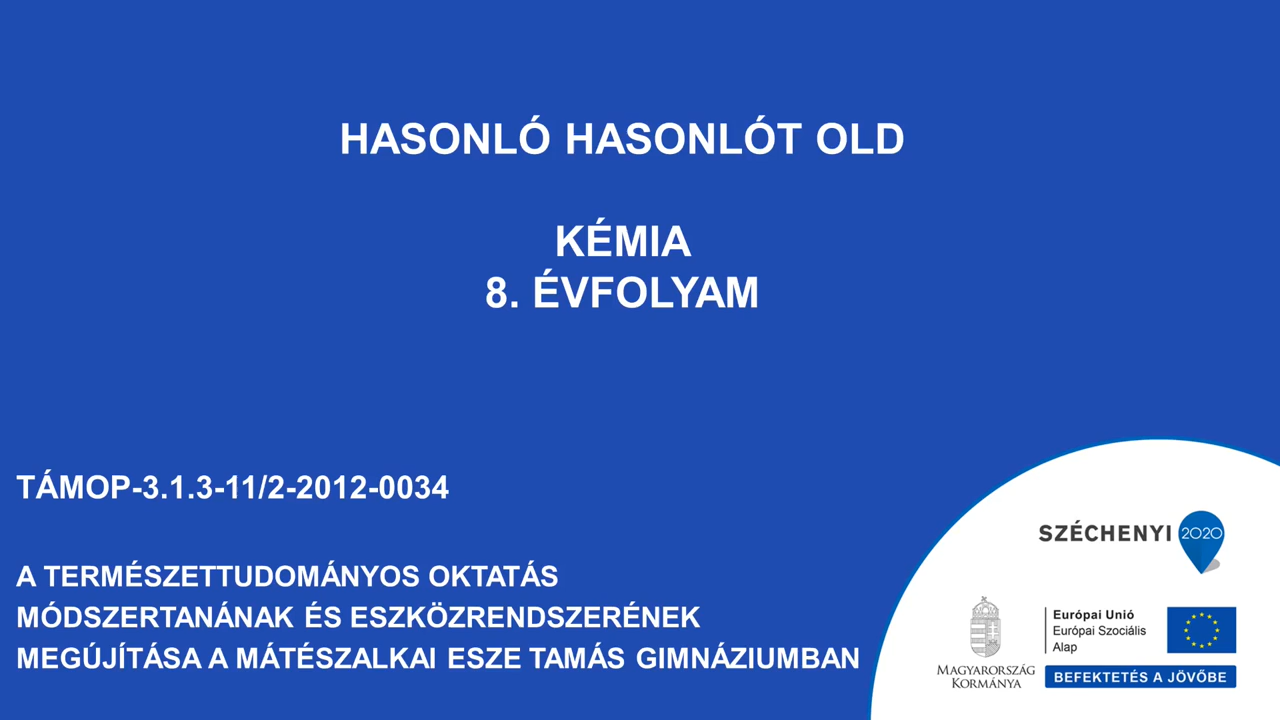 HASONLÓ HASONLÓT OLD
KÉMIA
8. ÉVFOLYAM
TÁMOP-3.1.3-11/2-2012-0034
A TERMÉSZETTUDOMÁNYOS OKTATÁS
MÓDSZERTANÁNAK ÉS ESZKÖZRENDSZERÉNEK
MEGÚJÍTÁSA A MÁTÉSZALKAI ESZE TAMÁS GIMNÁZIUMBAN
SZÉCHENYI 2020
MAGYARORSZÁG
KORMÁNYA
Európai Unió
Európai Szociális
Alap
BEFEKTETÉS A JÖVŐBE